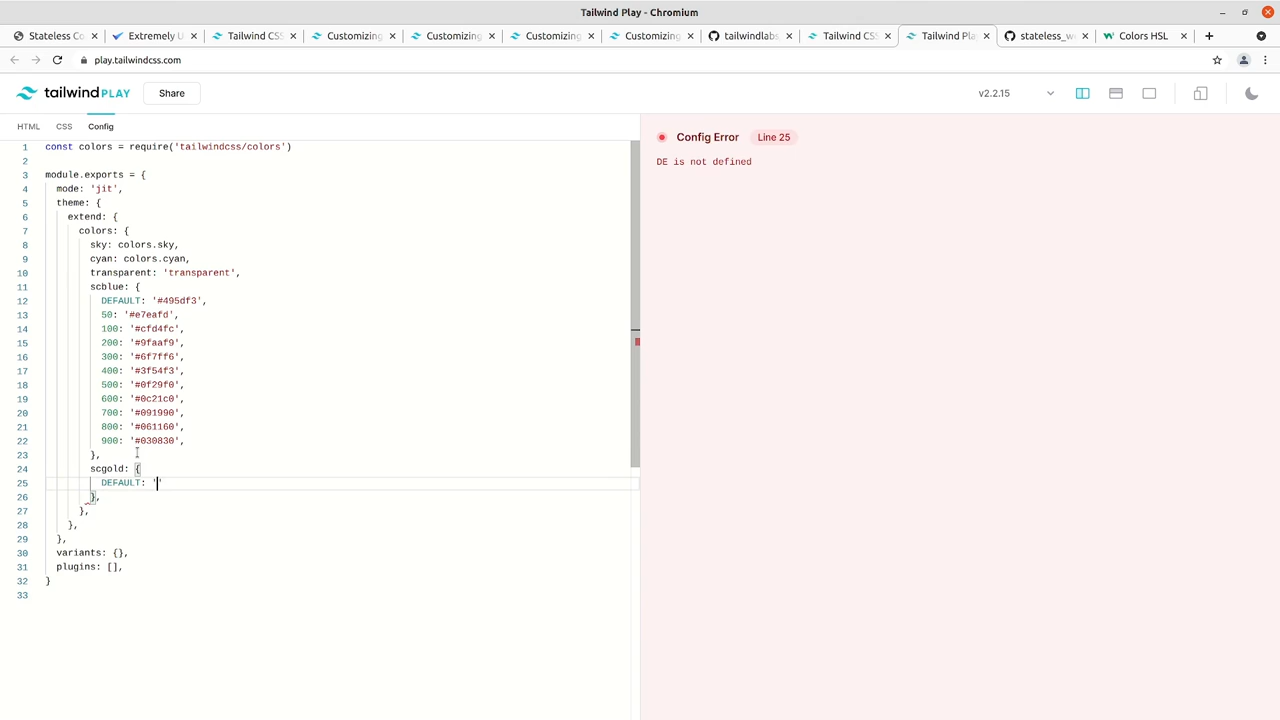 Tailwind Play - Chromium
Stateless Co
Extremely U
Tailwind CSS
Customizing
Customizing
Customizing
Customizing
tailwindlabs
Tailwind CSS
Tailwind Pla
stateless_w
Colors HSL
play.tailwindcss.com
tailwind PLAY
Share
v2.2.15
HTML
CSS
Config
1 const colors = require('tailwindcss/colors')
2
3 module.exports = {
4 mode: 'jit',
5 theme: {
6 extend: {
7 colors: {
8 sky: colors.sky,
9 cyan: colors.cyan,
10 transparent: 'transparent',
11 scblue: {
12 DEFAULT: '#495df3',
13 50: '#e7eafd',
14 100: '#cfd4fc',
15 200: '#9faaf9',
16 300: '#6f7ff6',
17 400: '#3f54f3',
18 500: '#0f29f0',
19 600: '#0c21c0',
20 700: '#091990',
21 800: '#061160',
22 900: '#030830',
23 },
24 scgold: {
25 DEFAULT: ''
26 },
27 },
28 },
29 },
30 variants: {},
31 plugins: [],
32 }
33
Config Error
Line 25
DE is not defined